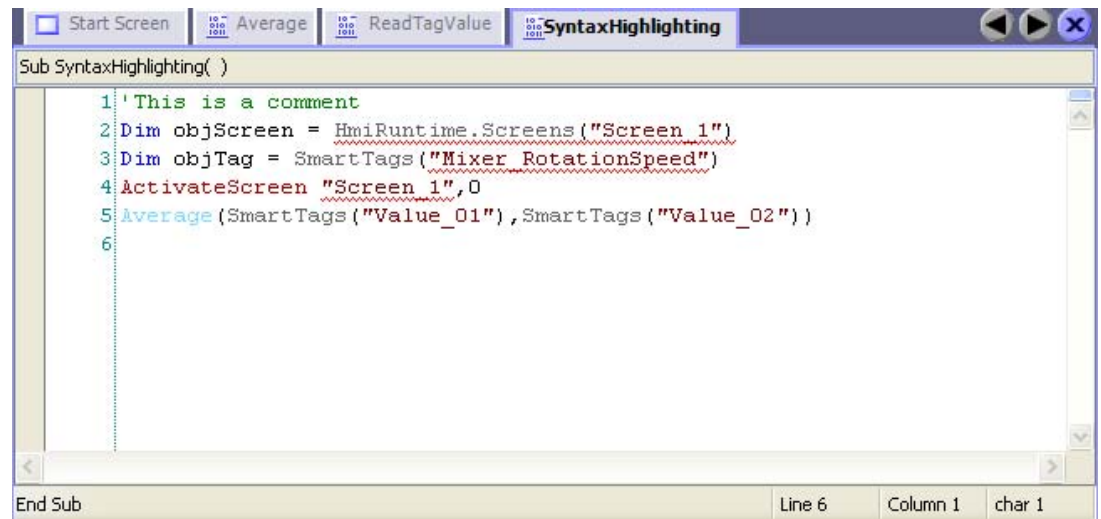 Start Screen Average ReadTagValue SyntaxHighlighting
Sub SyntaxHighlighting( )
1 'This is a comment
2 Dim objScreen = HmiRuntime.Screens("Screen_1")
3 Dim objTag = SmartTags("Mixer_RotationSpeed")
4 ActivateScreen "Screen_1",0
5 Average(SmartTags("Value_01"),SmartTags("Value_02"))
6
End Sub Line 6 Column 1 char 1